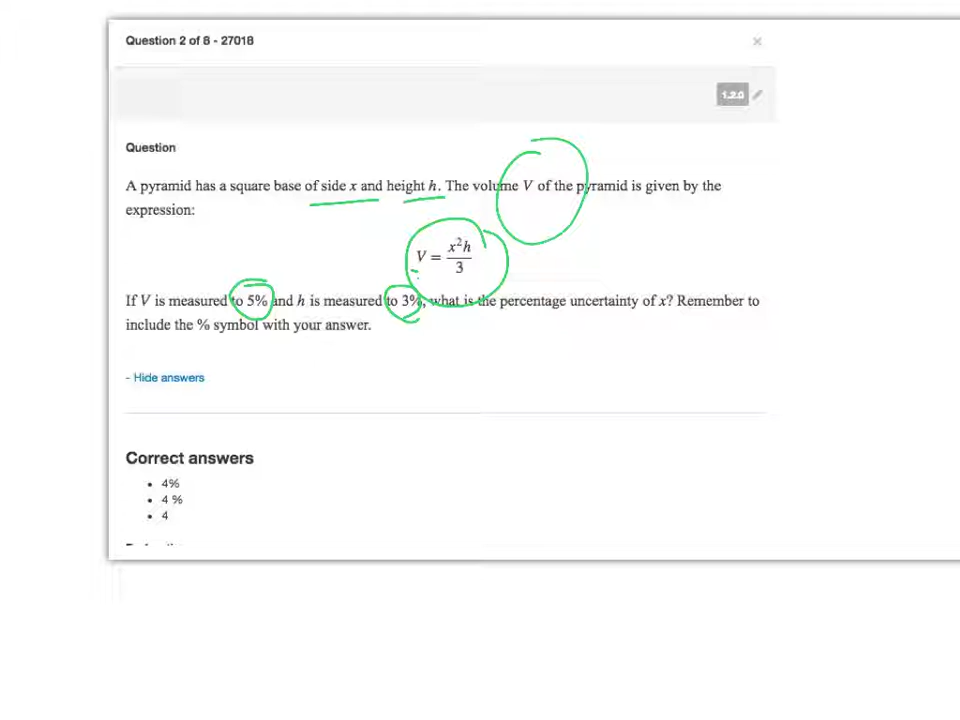 Question 2 of 8 - 27018
×
1.2.0
Question
A pyramid has a square base of side x and height h. The volume V of the pyramid is given by the
expression:
V = x²h / 3
If V is measured to 5% and h is measured to 3%, what is the percentage uncertainty of x? Remember to
include the % symbol with your answer.
- Hide answers
Correct answers
• 4%
• 4 %
• 4